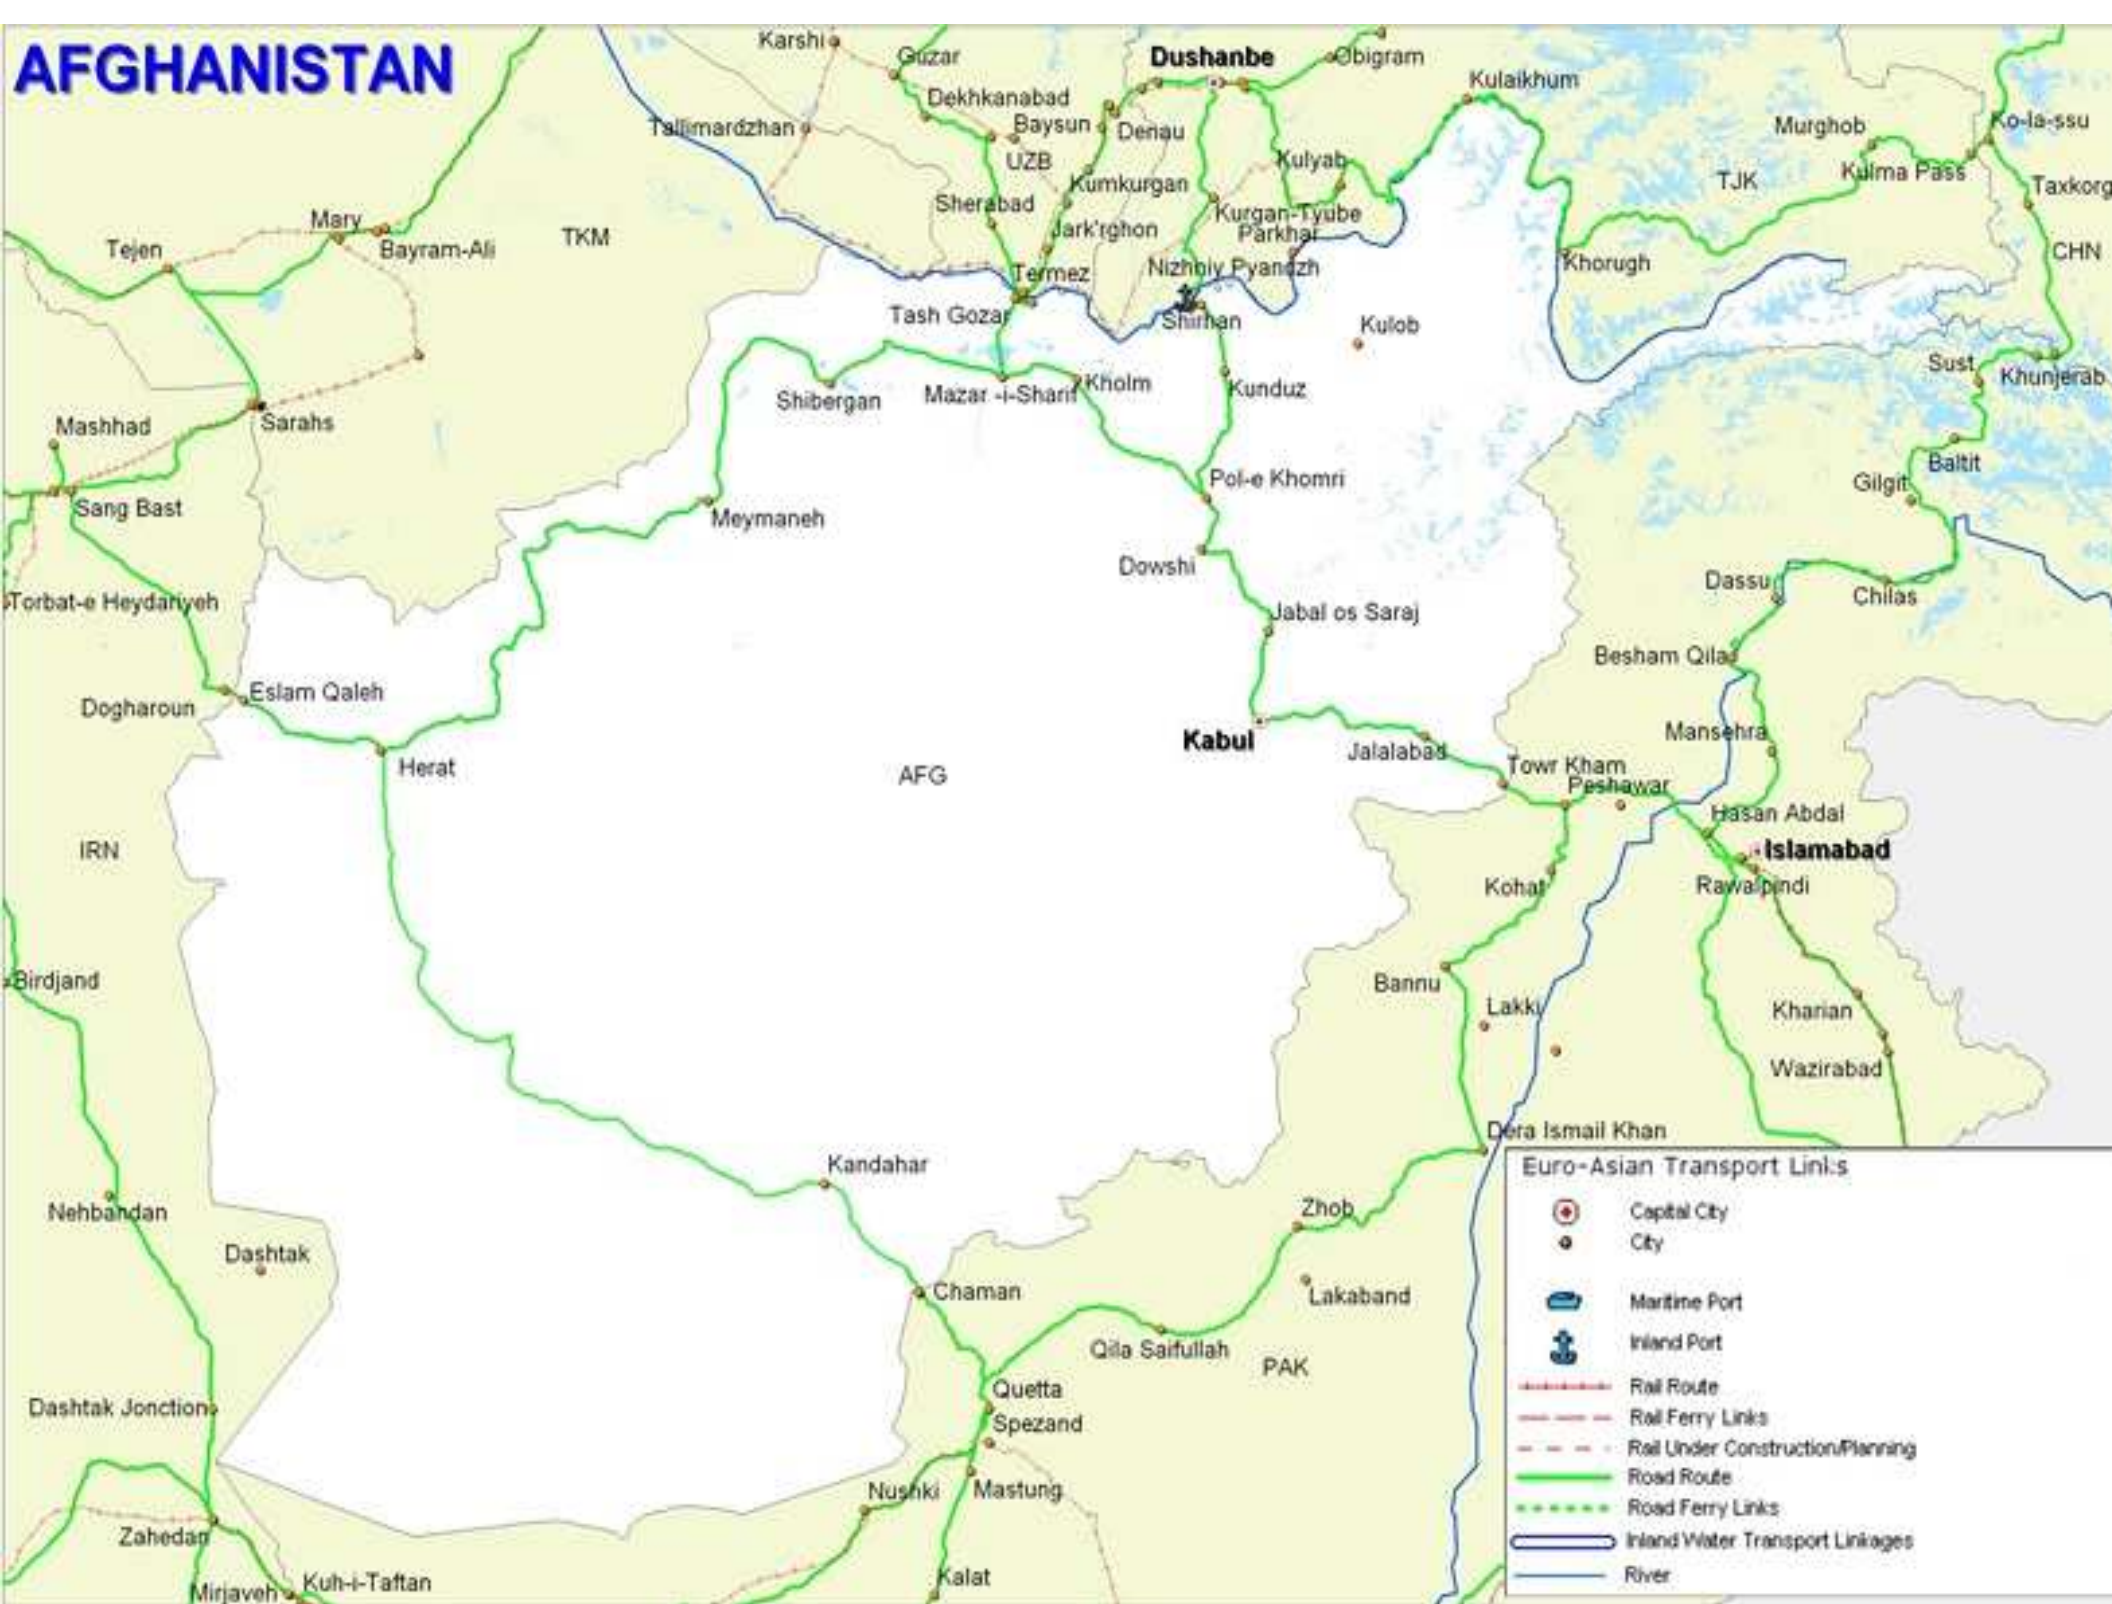 AFGHANISTAN
Karshi
Guzar
Dushanbe
Obigram
Kulaikhum
Dekhkanabad
Tallimardzhan
Baysun
Denau
Murghob
Ko-la-ssu
UZB
Kulyab
Kulma Pass
TJK
Kumkurgan
Taxkorg
Sherabad
Mary
Kurgan-Tyube
Tejen
Bayram-Ali
TKM
Jark'rghon
Parkhar
Khorugh
CHN
Termez
Nizhniy Pyandzh
Tash Gozar
Shirhan
Kulob
Sust
Khunjerab
Shibergan
Mazar -i-Sharif
Kholm
Kunduz
Mashhad
Sarahs
Baltit
Gilgit
Pol-e Khomri
Sang Bast
Meymaneh
Dowshi
Dassu
Chilas
Torbat-e Heydariyeh
Jabal os Saraj
Besham Qila
Eslam Qaleh
Dogharoun
Kabul
Mansehra
Jalalabad
Herat
AFG
Towr Kham
Peshawar
Hasan Abdal
IRN
Islamabad
Kohat
Rawalpindi
Birdjand
Bannu
Lakki
Kharian
Wazirabad
Dera Ismail Khan
Kandahar
Nehbandan
Zhob
Dashtak
Chaman
Lakaband
Qila Saifullah
PAK
Quetta
Dashtak Jonction
Spezand
Nushki
Mastung
Zahedan
Kuh-i-Taftan
Mirjaveh
Kalat
Euro-Asian Transport Links
Capital City
City
Maritime Port
Inland Port
Rail Route
Rail Ferry Links
Rail Under Construction/Planning
Road Route
Road Ferry Links
Inland Water Transport Linkages
River